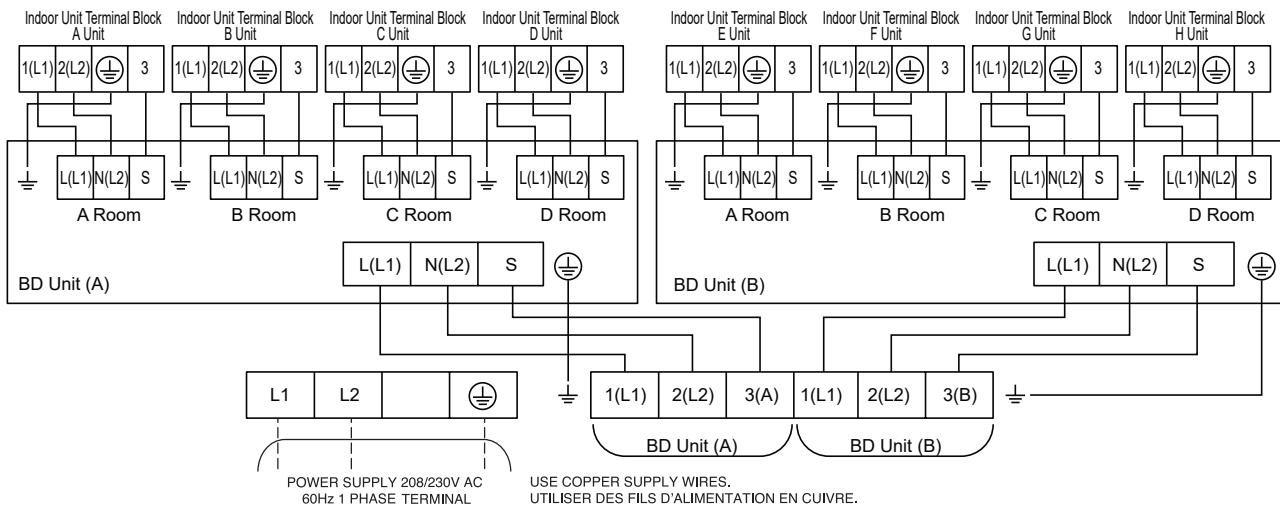 Indoor Unit Terminal Block Indoor Unit Terminal Block Indoor Unit Terminal Block Indoor Unit Terminal Block Indoor Unit Terminal Block Indoor Unit Terminal Block Indoor Unit Terminal Block Indoor Unit Terminal Block
A Unit B Unit C Unit D Unit E Unit F Unit G Unit H Unit
1(L1) 2(L2) 3 1(L1) 2(L2) 3 1(L1) 2(L2) 3 1(L1) 2(L2) 3 1(L1) 2(L2) 3 1(L1) 2(L2) 3 1(L1) 2(L2) 3 1(L1) 2(L2) 3
L(L1) N(L2) S L(L1) N(L2) S L(L1) N(L2) S L(L1) N(L2) S L(L1) N(L2) S L(L1) N(L2) S L(L1) N(L2) S L(L1) N(L2) S
A Room B Room C Room D Room A Room B Room C Room D Room
L(L1) N(L2) S L(L1) N(L2) S
BD Unit (A) BD Unit (B)
L1 L2 1(L1) 2(L2) 3(A) 1(L1) 2(L2) 3(B)
BD Unit (A) BD Unit (B)
POWER SUPPLY 208/230V AC
60Hz 1 PHASE TERMINAL
USE COPPER SUPPLY WIRES.
UTILISER DES FILS D'ALIMENTATION EN CUIVRE.